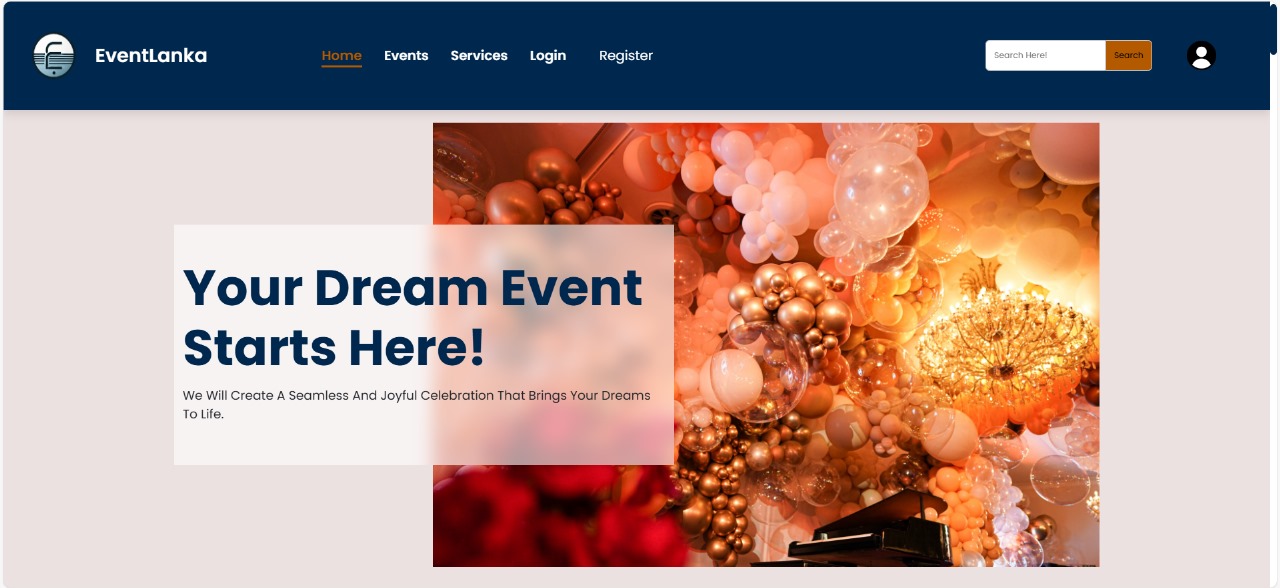 EventLanka
Home Events Services Login Register
Search Here! Search
Your Dream Event
Starts Here!
We Will Create A Seamless And Joyful Celebration That Brings Your Dreams
To Life.